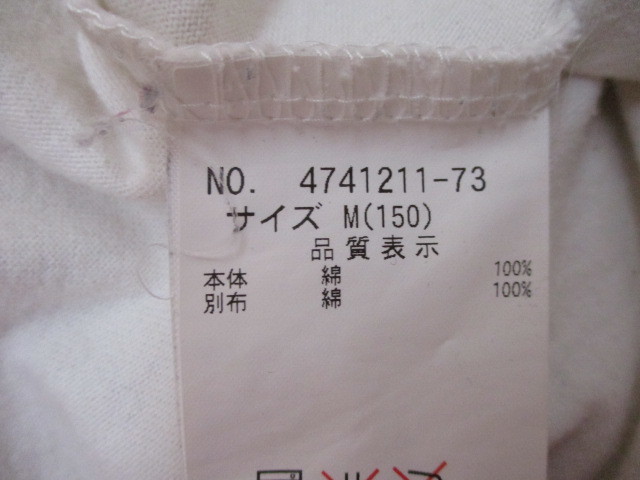 NO. 4741211-73
サイズ M(150)
品質表示
本体 綿 100%
別布 綿 100%